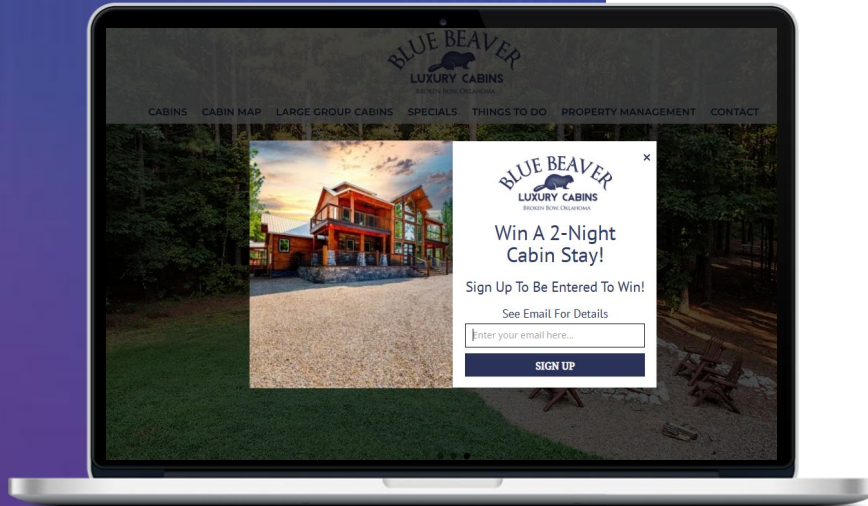 BLUE BEAVER
LUXURY CABINS
BROKEN BOW, OKLAHOMA
CABINS CABIN MAP LARGE GROUP CABINS SPECIALS THINGS TO DO PROPERTY MANAGEMENT CONTACT
×
BLUE BEAVER
LUXURY CABINS
BROKEN BOW, OKLAHOMA
Win A 2-Night
Cabin Stay!
Sign Up To Be Entered To Win!
See Email For Details
Enter your email here...
SIGN UP